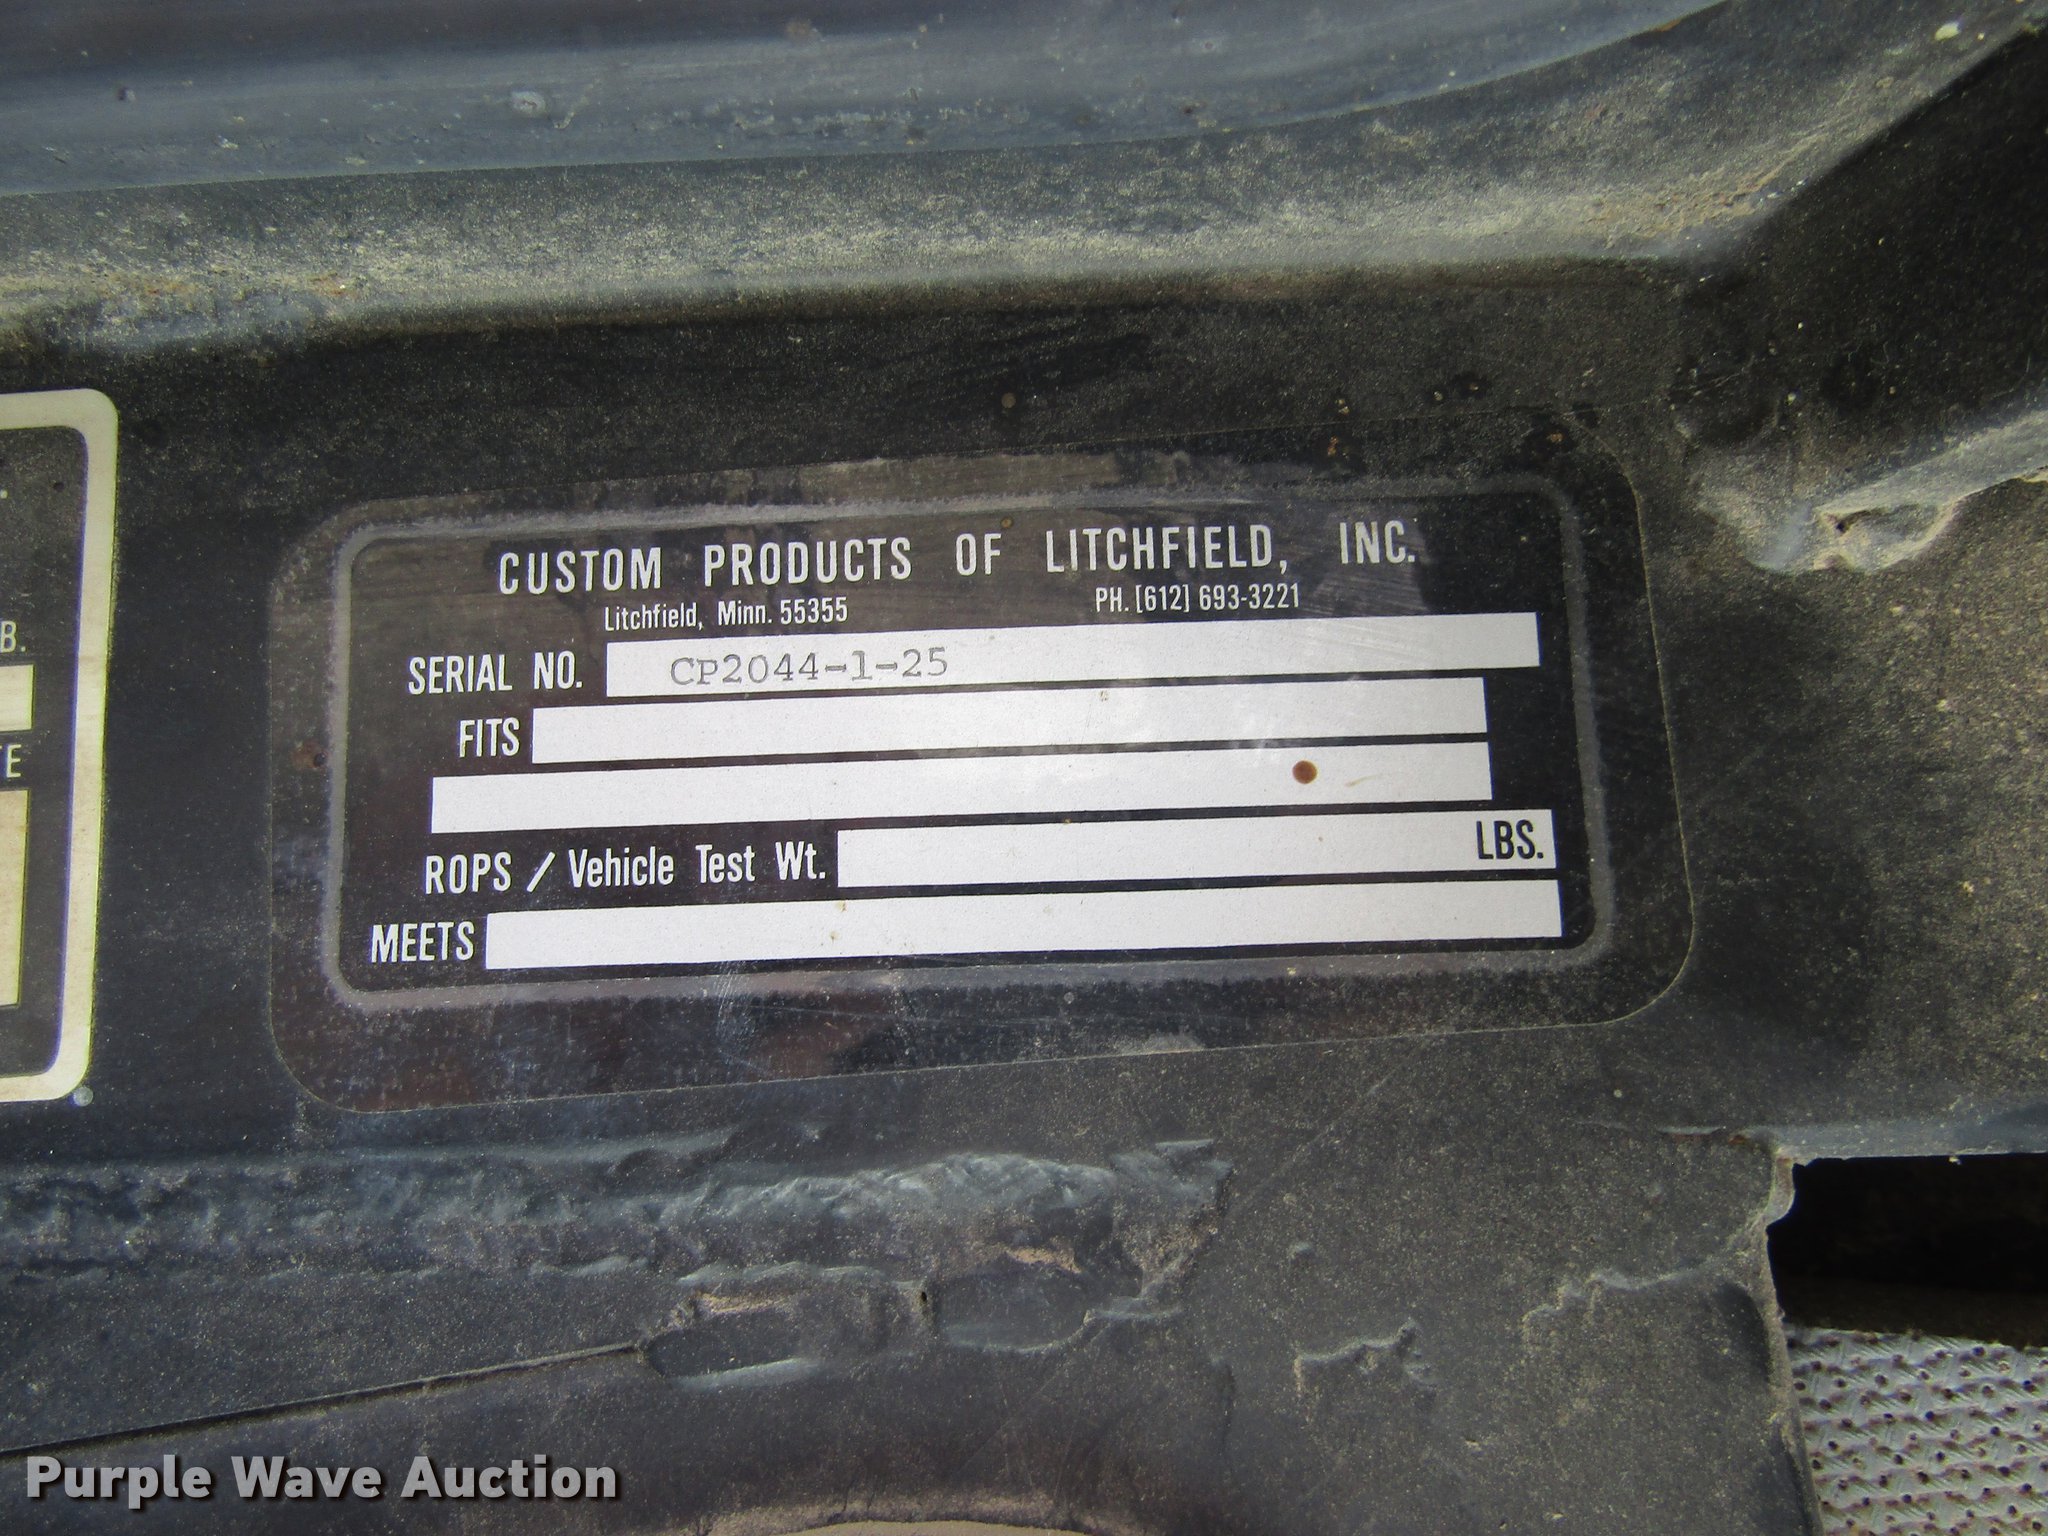 CUSTOM PRODUCTS OF LITCHFIELD, INC.
Litchfield, Minn. 55355 PH. [612] 693-3221
SERIAL NO. CP2044-1-25
FITS
ROPS / Vehicle Test Wt. LBS.
MEETS
B.
TE
Purple Wave Auction